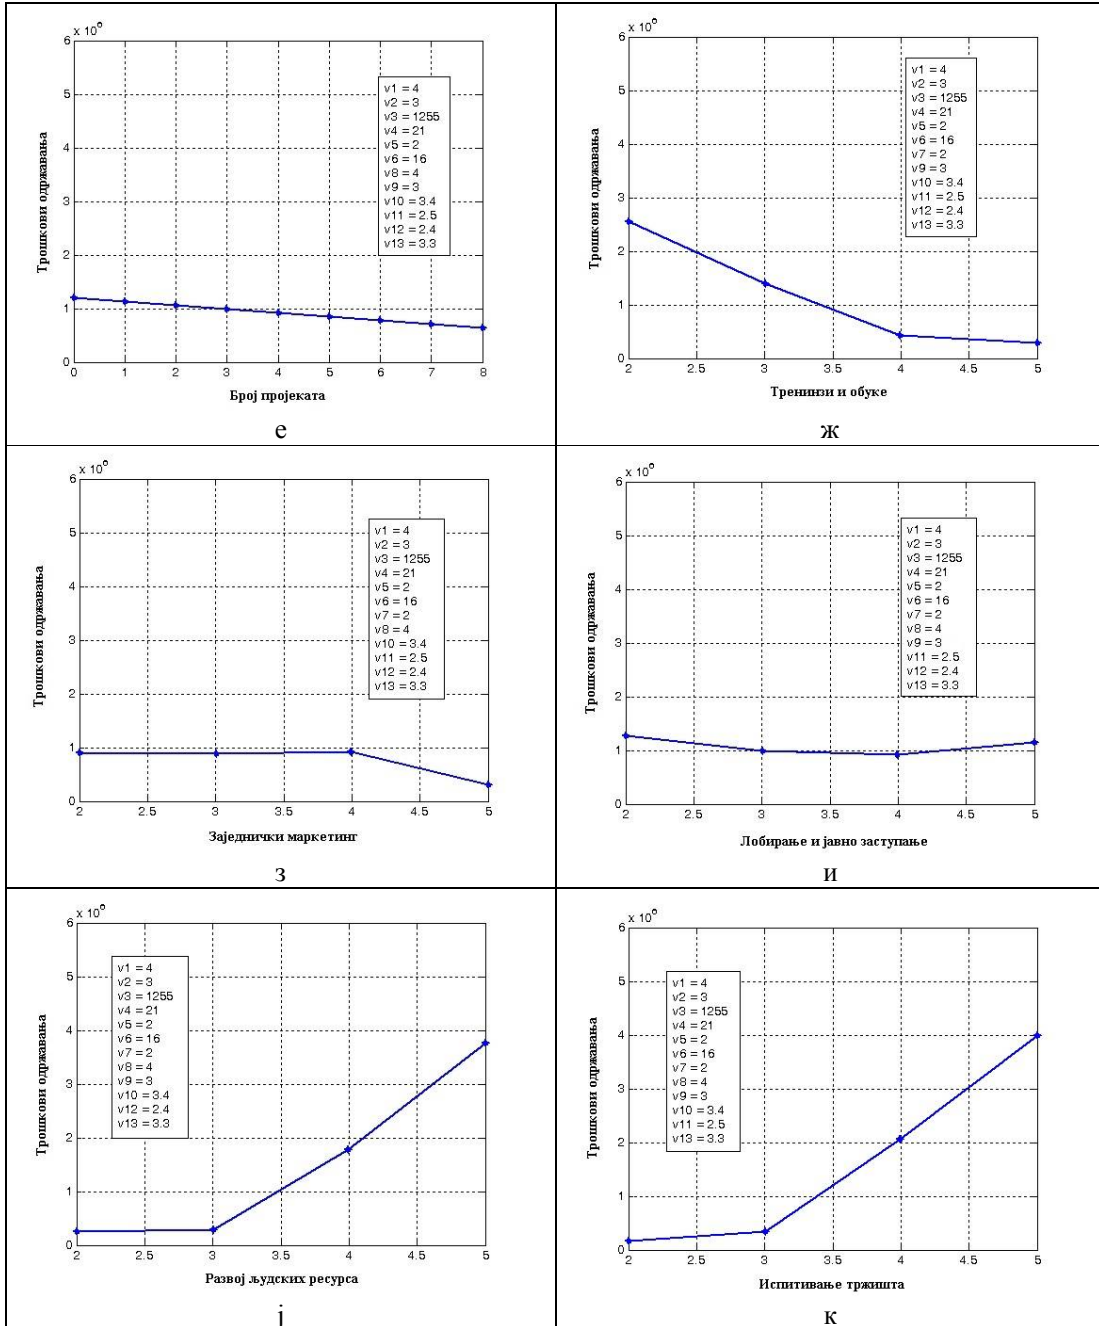 x 10⁶
6
5
4
3
2
1
0
Трошкови одржавања
v1 = 4
v2 = 3
v3 = 1255
v4 = 21
v5 = 2
v6 = 16
v8 = 4
v9 = 3
v10 = 3.4
v11 = 2.5
v12 = 2.4
v13 = 3.3
0 1 2 3 4 5 6 7 8
Број пројеката
е
x 10⁶
6
5
4
3
2
1
0
Трошкови одржавања
v1 = 4
v2 = 3
v3 = 1255
v4 = 21
v5 = 2
v6 = 16
v7 = 2
v9 = 3
v10 = 3.4
v11 = 2.5
v12 = 2.4
v13 = 3.3
2 2.5 3 3.5 4 4.5 5
Тренинзи и обуке
ж
x 10⁶
6
5
4
3
2
1
0
Трошкови одржавања
v1 = 4
v2 = 3
v3 = 1255
v4 = 21
v5 = 2
v6 = 16
v7 = 2
v8 = 4
v10 = 3.4
v11 = 2.5
v12 = 2.4
v13 = 3.3
2 2.5 3 3.5 4 4.5 5
Заједнички маркетинг
з
x 10⁶
6
5
4
3
2
1
0
Трошкови одржавања
v1 = 4
v2 = 3
v3 = 1255
v4 = 21
v5 = 2
v6 = 16
v7 = 2
v8 = 4
v9 = 3
v11 = 2.5
v12 = 2.4
v13 = 3.3
2 2.5 3 3.5 4 4.5 5
Лобирање и јавно заступање
и
x 10⁶
6
5
4
3
2
1
0
Трошкови одржавања
v1 = 4
v2 = 3
v3 = 1255
v4 = 21
v5 = 2
v6 = 16
v7 = 2
v8 = 4
v9 = 3
v10 = 3.4
v12 = 2.4
v13 = 3.3
2 2.5 3 3.5 4 4.5 5
Развој људских ресурса
ј
x 10⁶
6
5
4
3
2
1
0
Трошкови одржавања
v1 = 4
v2 = 3
v3 = 1255
v4 = 21
v5 = 2
v6 = 16
v7 = 2
v8 = 4
v9 = 3
v10 = 3.4
v11 = 2.5
v13 = 3.3
2 2.5 3 3.5 4 4.5 5
Испитивање тржишта
к